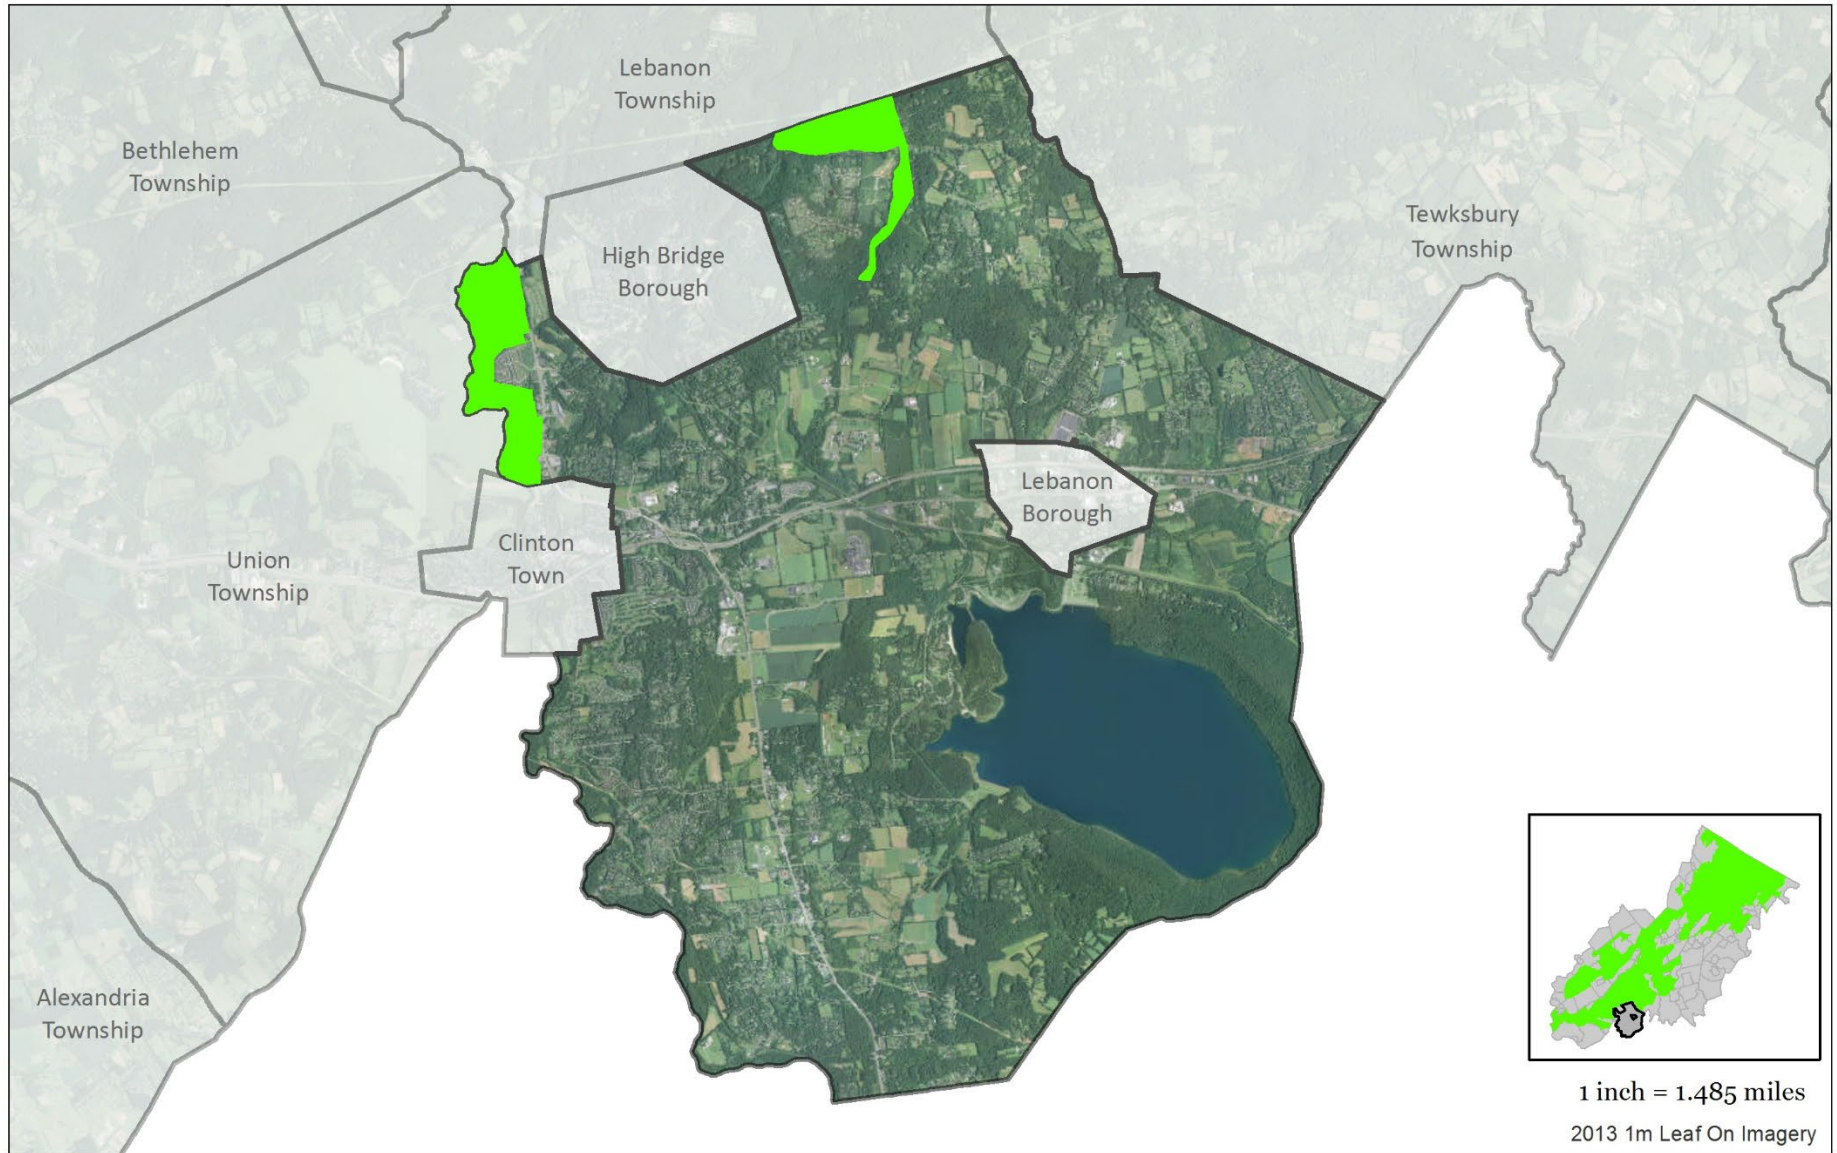 Lebanon
Township
Bethlehem
Township
Tewksbury
Township
High Bridge
Borough
Lebanon
Borough
Clinton
Town
Union
Township
Alexandria
Township
1 inch = 1.485 miles
2013 1m Leaf On Imagery